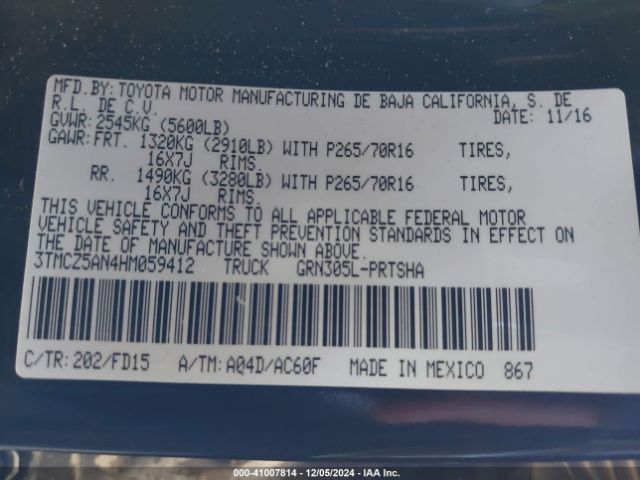 MFD.BY:TOYOTA MOTOR MANUFACTURING DE BAJA CALIFORNIA, S. DE
R.L. DE C.V. DATE: 11/16
GVWR:2545KG (5600LB)
GAWR:FRT. 1320KG (2910LB) WITH P265/70R16 TIRES,
16X7J RIMS.
RR. 1490KG (3280LB) WITH P265/70R16 TIRES,
16X7J RIMS.
THIS VEHICLE CONFORMS TO ALL APPLICABLE FEDERAL MOTOR
VEHICLE SAFETY AND THEFT PREVENTION STANDARDS IN EFFECT ON
THE DATE OF MANUFACTURE SHOWN ABOVE.
3TMCZ5AN4HM059412 TRUCK GRN305L-PRTSHA
C/TR:202/FD15 A/TM:A04D/AC60F MADE IN MEXICO 867
000-41007814 - 12/05/2024 - IAA Inc.